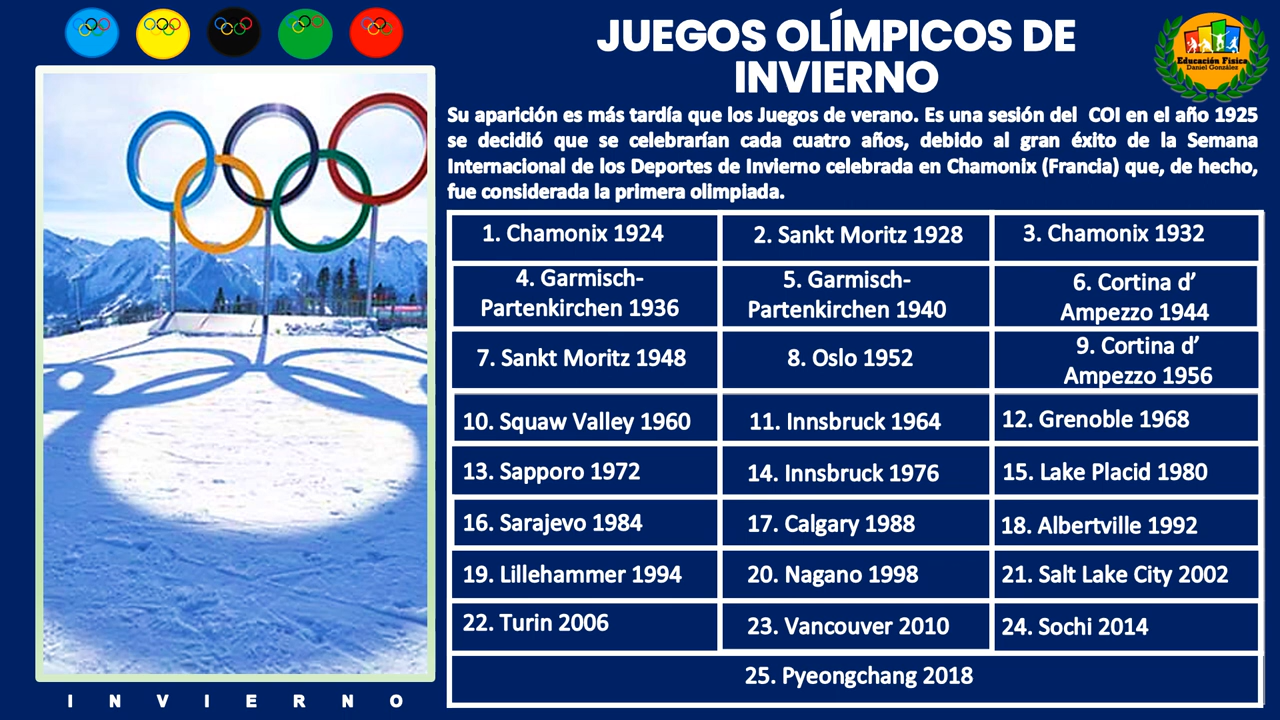 JUEGOS OLÍMPICOS DE
INVIERNO
Educación Física
Daniel González
Su aparición es más tardía que los Juegos de verano. Es una sesión del COI en el año 1925
se decidió que se celebrarían cada cuatro años, debido al gran éxito de la Semana
Internacional de los Deportes de Invierno celebrada en Chamonix (Francia) que, de hecho,
fue considerada la primera olimpiada.
1. Chamonix 1924
2. Sankt Moritz 1928
3. Chamonix 1932
4. Garmisch-
Partenkirchen 1936
5. Garmisch-
Partenkirchen 1940
6. Cortina d’
Ampezzo 1944
7. Sankt Moritz 1948
8. Oslo 1952
9. Cortina d’
Ampezzo 1956
10. Squaw Valley 1960
11. Innsbruck 1964
12. Grenoble 1968
13. Sapporo 1972
14. Innsbruck 1976
15. Lake Placid 1980
16. Sarajevo 1984
17. Calgary 1988
18. Albertville 1992
19. Lillehammer 1994
20. Nagano 1998
21. Salt Lake City 2002
22. Turin 2006
23. Vancouver 2010
24. Sochi 2014
25. Pyeongchang 2018
INVIERNO